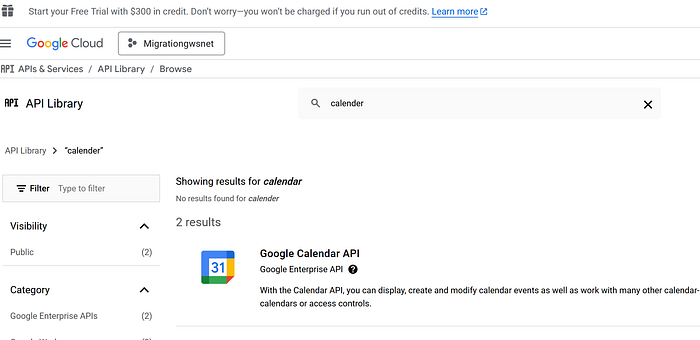 Start your Free Trial with $300 in credit. Don't worry—you won't be charged if you run out of credits. Learn more
Google Cloud Migrationgwsnet
API APIs & Services / API Library / Browse
API API Library calender
API Library > "calender"
Filter Type to filter
Showing results for calendar
No results found for calender
2 results
Visibility
Public (2)
31
Google Calendar API
Google Enterprise API
With the Calendar API, you can display, create and modify calendar events as well as work with many other calendar-
calendars or access controls.
Category
Google Enterprise APIs (2)